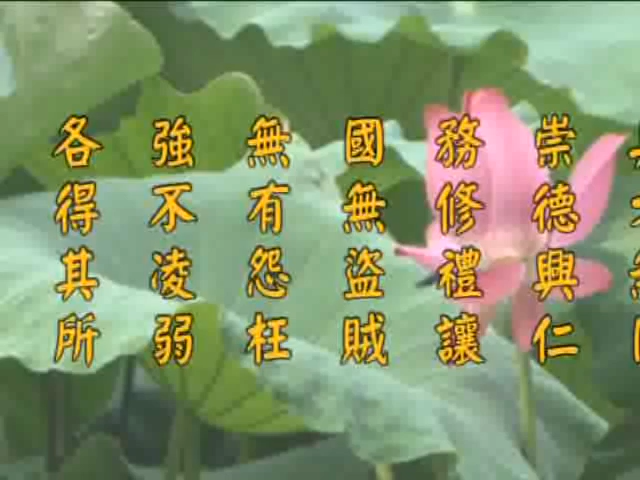 崇德興仁
務修禮讓
國無盜賊
無有怨枉
強不凌弱
各得其所